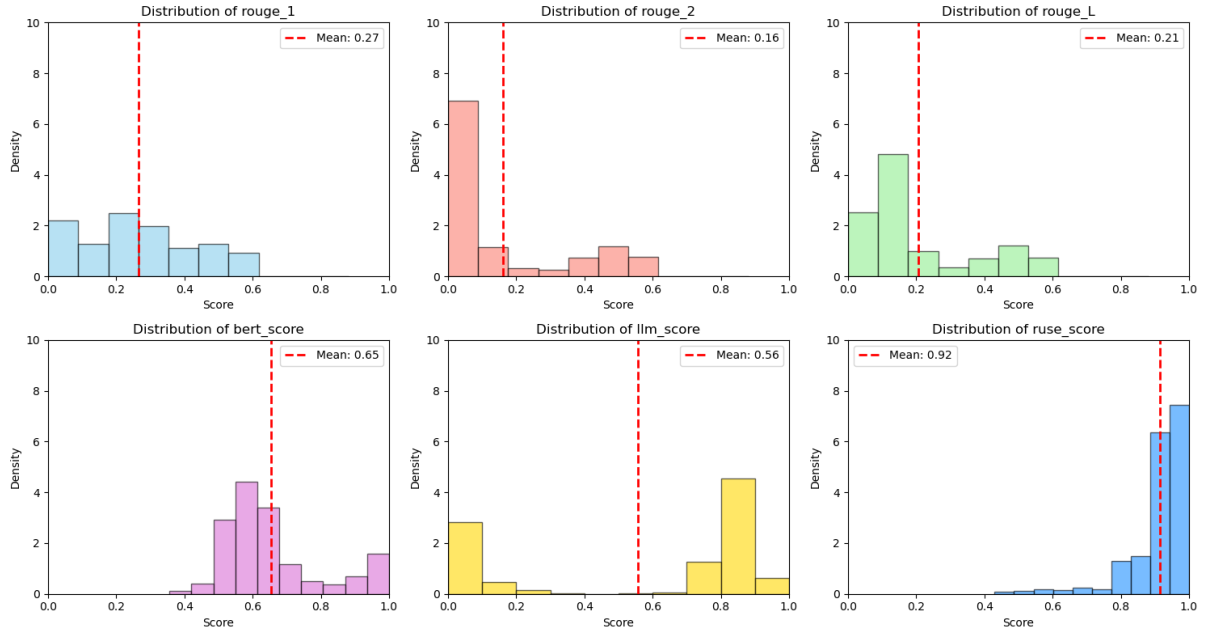 Distribution of rouge_1
Mean: 0.27
Density
10
8
6
4
2
0
0.0 0.2 0.4 0.6 0.8 1.0
Score
Distribution of rouge_2
Mean: 0.16
Density
10
8
6
4
2
0
0.0 0.2 0.4 0.6 0.8 1.0
Score
Distribution of rouge_L
Mean: 0.21
Density
10
8
6
4
2
0
0.0 0.2 0.4 0.6 0.8 1.0
Score
Distribution of bert_score
Mean: 0.65
Density
10
8
6
4
2
0
0.0 0.2 0.4 0.6 0.8 1.0
Score
Distribution of llm_score
Mean: 0.56
Density
10
8
6
4
2
0
0.0 0.2 0.4 0.6 0.8 1.0
Score
Distribution of ruse_score
Mean: 0.92
Density
10
8
6
4
2
0
0.0 0.2 0.4 0.6 0.8 1.0
Score